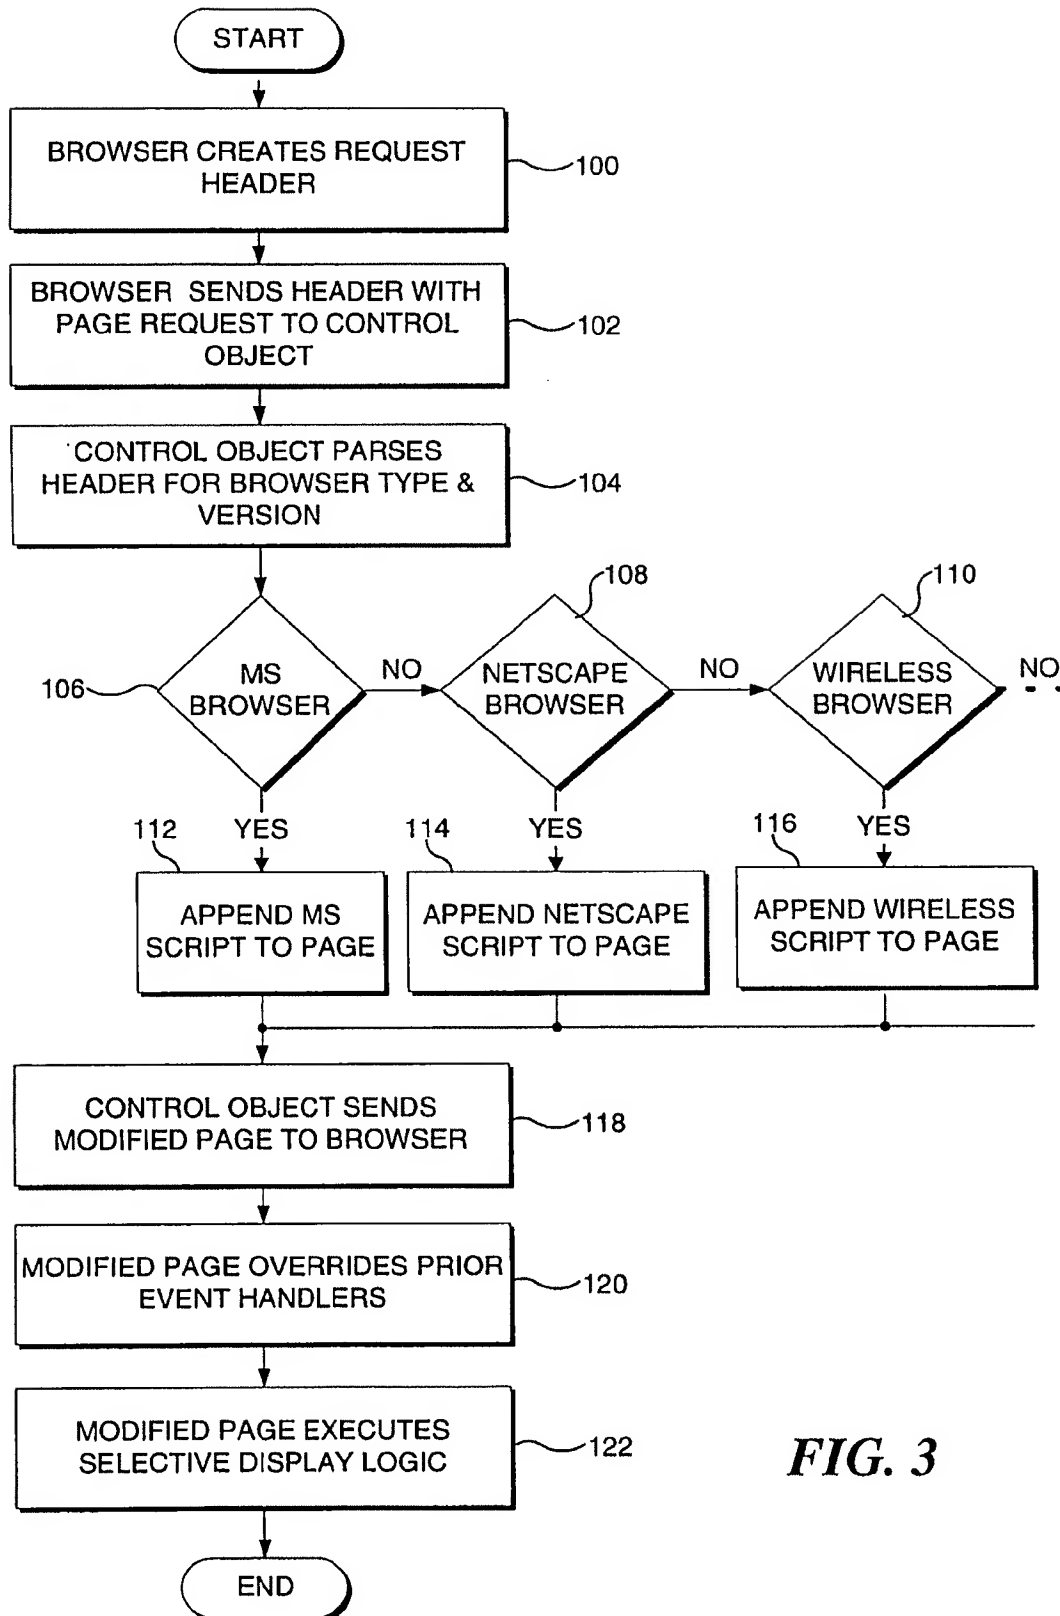 START
BROWSER CREATES REQUEST
HEADER
100
BROWSER SENDS HEADER WITH
PAGE REQUEST TO CONTROL
OBJECT
102
CONTROL OBJECT PARSES
HEADER FOR BROWSER TYPE &
VERSION
104
106
MS
BROWSER
NO
108
NETSCAPE
BROWSER
NO
110
WIRELESS
BROWSER
NO
112
YES
114
YES
116
YES
APPEND MS
SCRIPT TO PAGE
APPEND NETSCAPE
SCRIPT TO PAGE
APPEND WIRELESS
SCRIPT TO PAGE
CONTROL OBJECT SENDS
MODIFIED PAGE TO BROWSER
118
MODIFIED PAGE OVERRIDES PRIOR
EVENT HANDLERS
120
MODIFIED PAGE EXECUTES
SELECTIVE DISPLAY LOGIC
122
FIG. 3
END